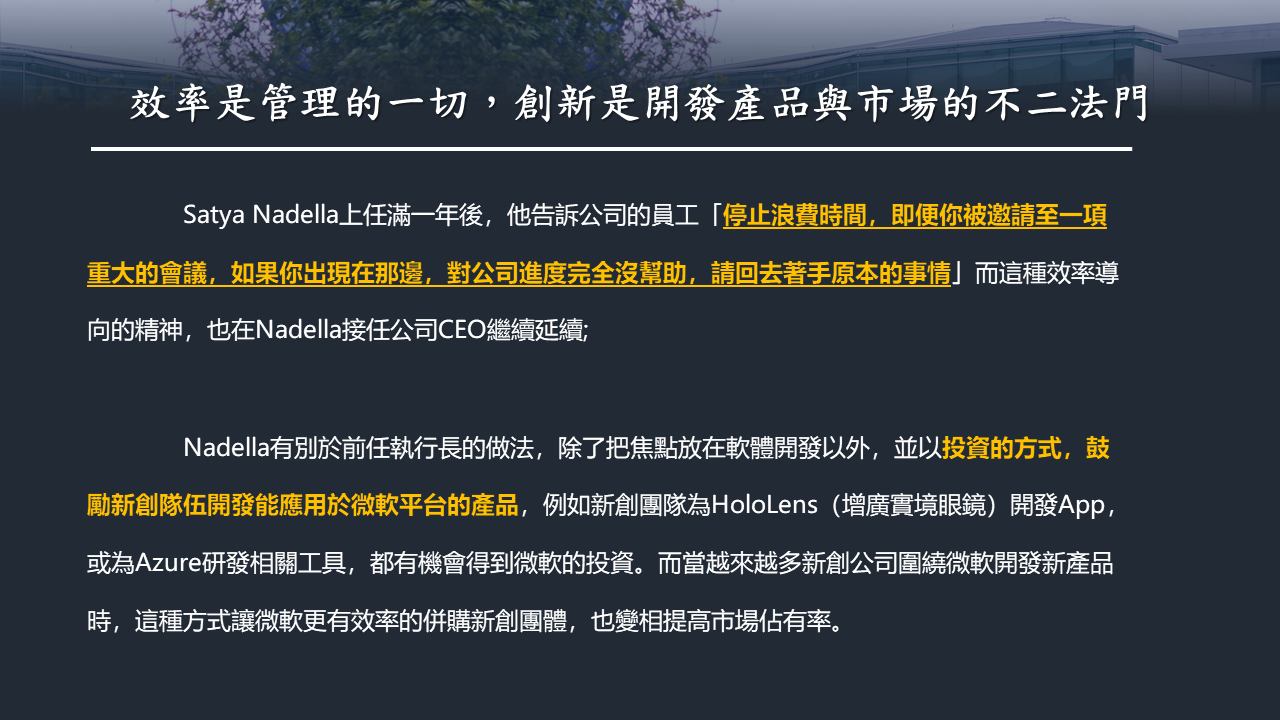 效率是管理的一切，創新是開發產品與市場的不二法門
Satya Nadella上任滿一年後，他告訴公司的員工「停止浪費時間，即便你被邀請至一項
重大的會議，如果你出現在那邊，對公司進度完全沒幫助，請回去著手原本的事情」而這種效率導
向的精神，也在Nadella接任公司CEO繼續延續;
Nadella有別於前任執行長的做法，除了把焦點放在軟體開發以外，並以投資的方式，鼓
勵新創隊伍開發能應用於微軟平台的產品，例如新創團隊為HoloLens（增廣實境眼鏡）開發App，
或為Azure研發相關工具，都有機會得到微軟的投資。而當越來越多新創公司圍繞微軟開發新產品
時，這種方式讓微軟更有效率的併購新創團體，也變相提高市場佔有率。